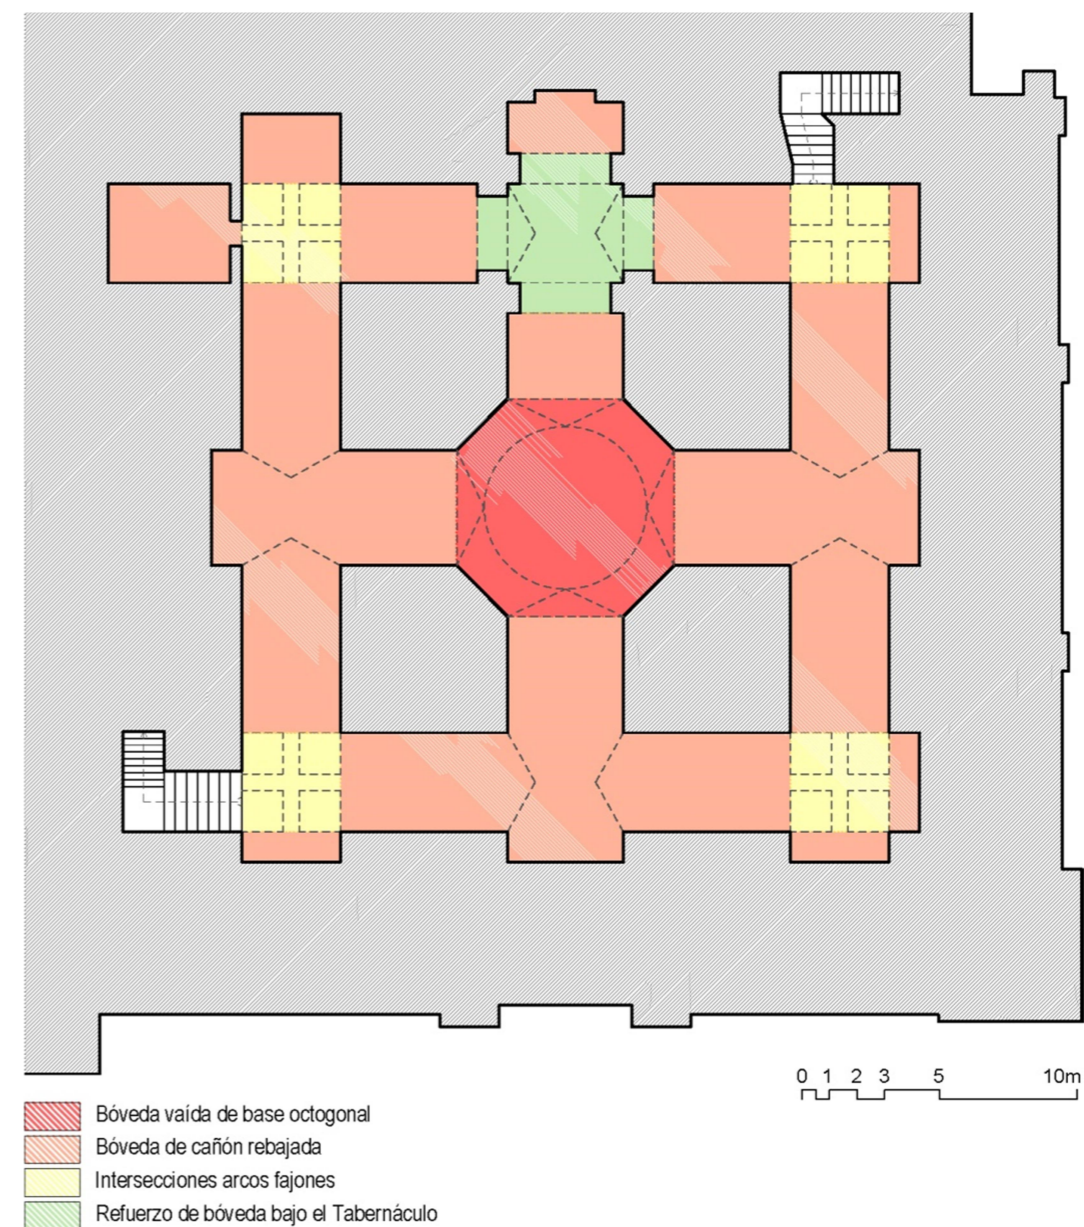 0 1 2 3 5 10m
Bóveda vaída de base octogonal
Bóveda de cañón rebajada
Intersecciones arcos fajones
Refuerzo de bóveda bajo el Tabernáculo